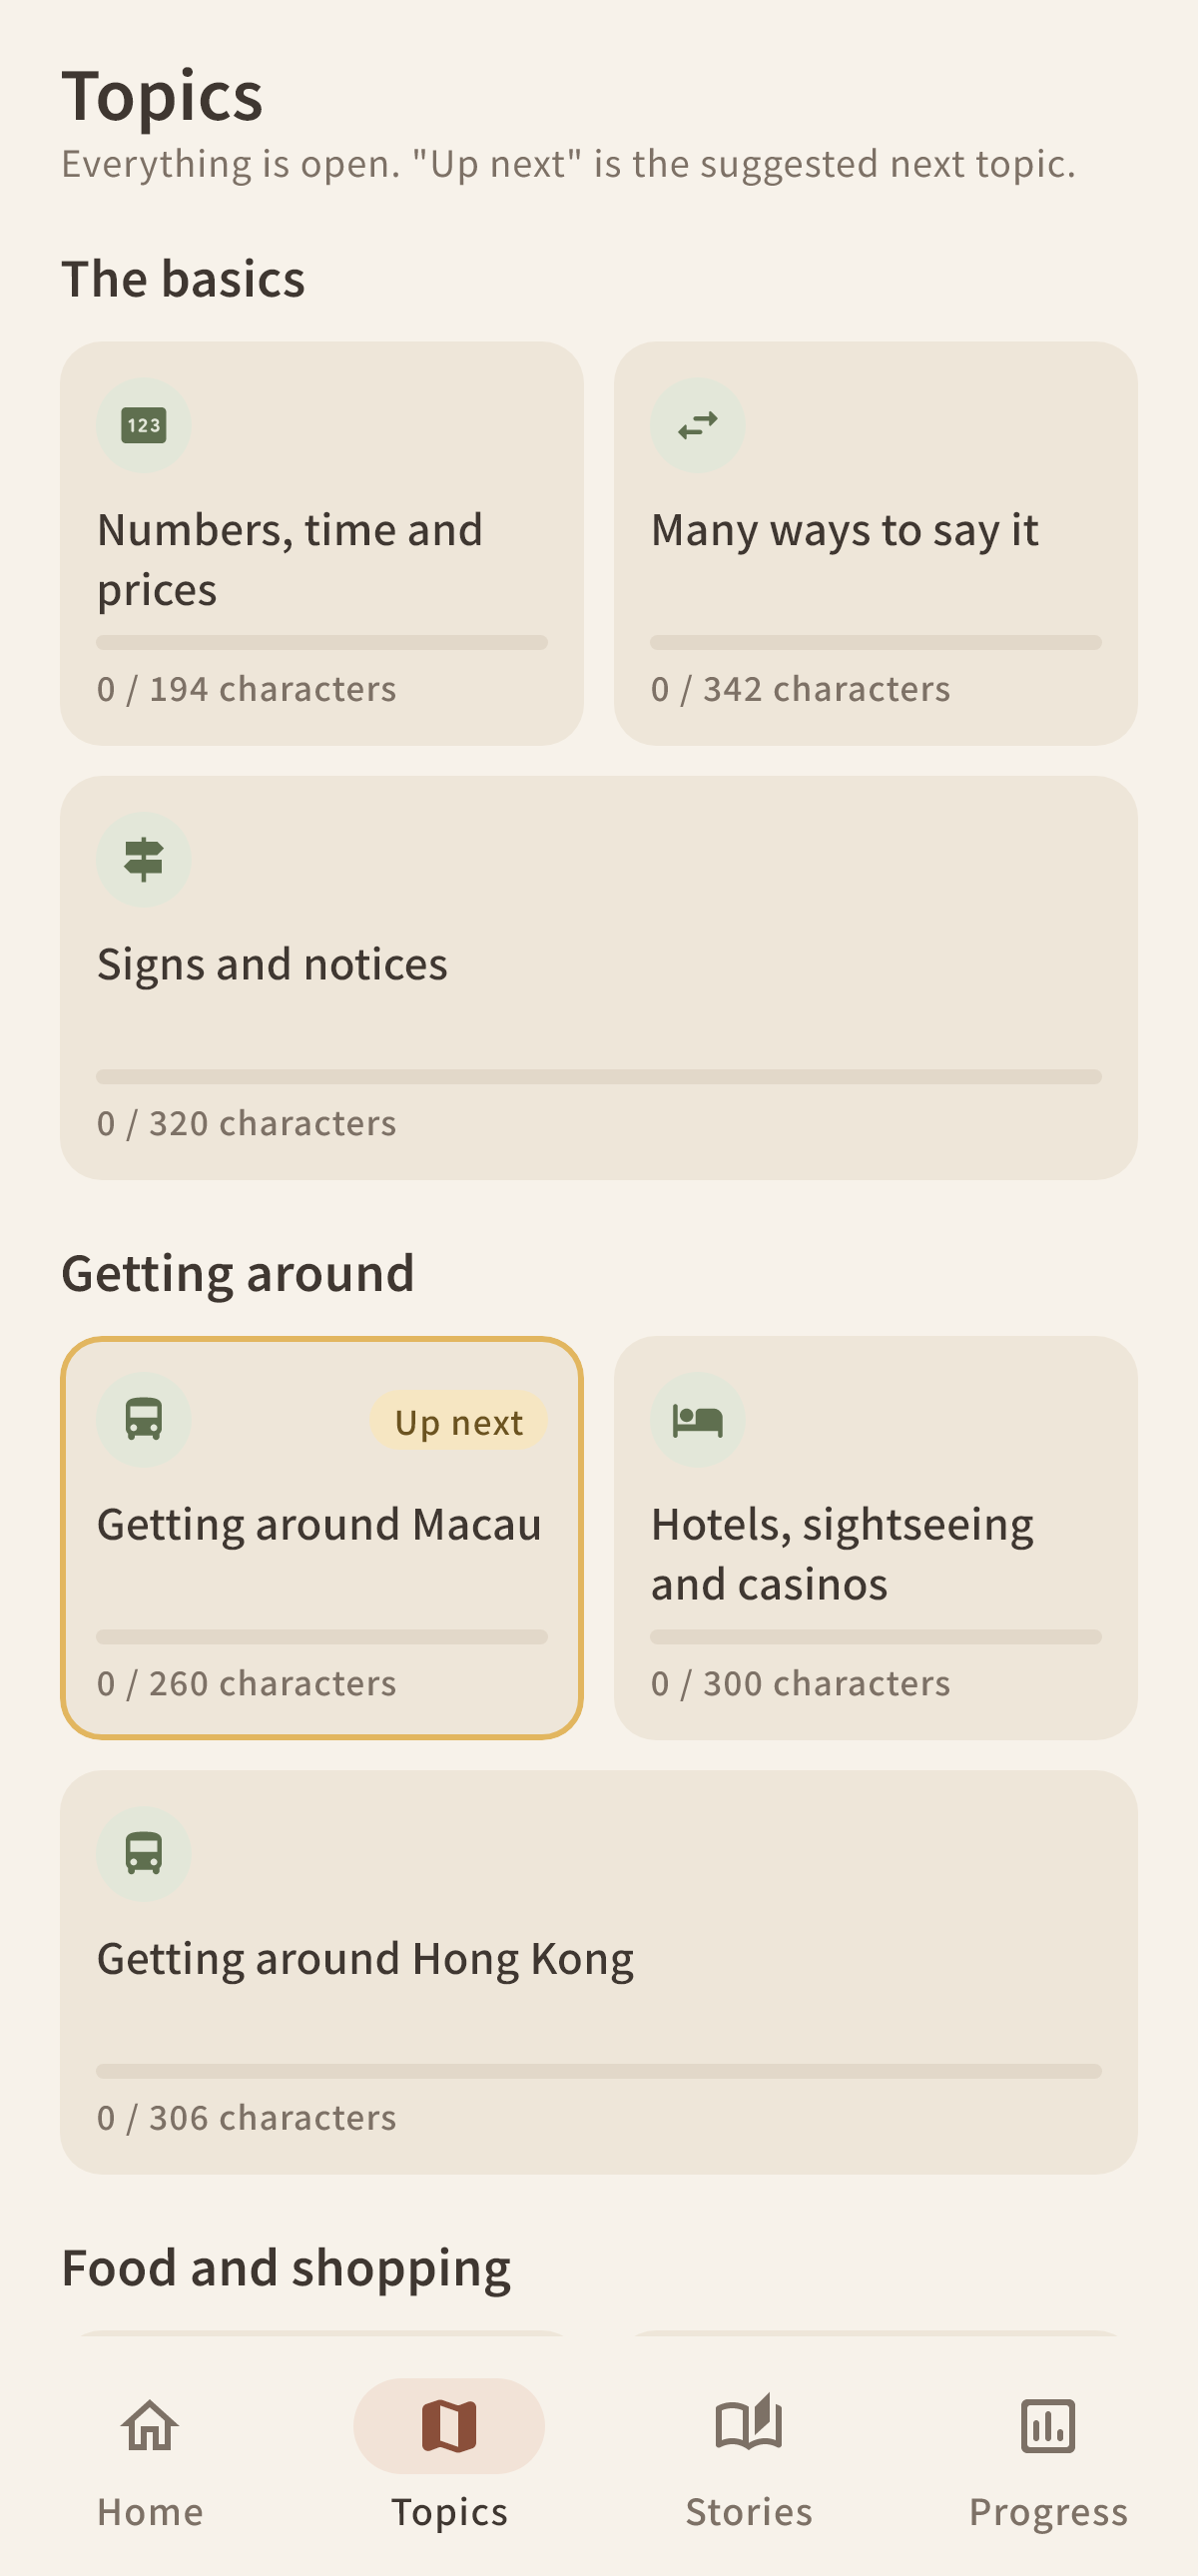 Topics
Everything is open. "Up next" is the suggested next topic.
The basics
123
Numbers, time and
prices
0 / 194 characters
Many ways to say it
0 / 342 characters
Signs and notices
0 / 320 characters
Getting around
Up next
Getting around Macau
0 / 260 characters
Hotels, sightseeing
and casinos
0 / 300 characters
Getting around Hong Kong
0 / 306 characters
Food and shopping
Home
Topics
Stories
Progress